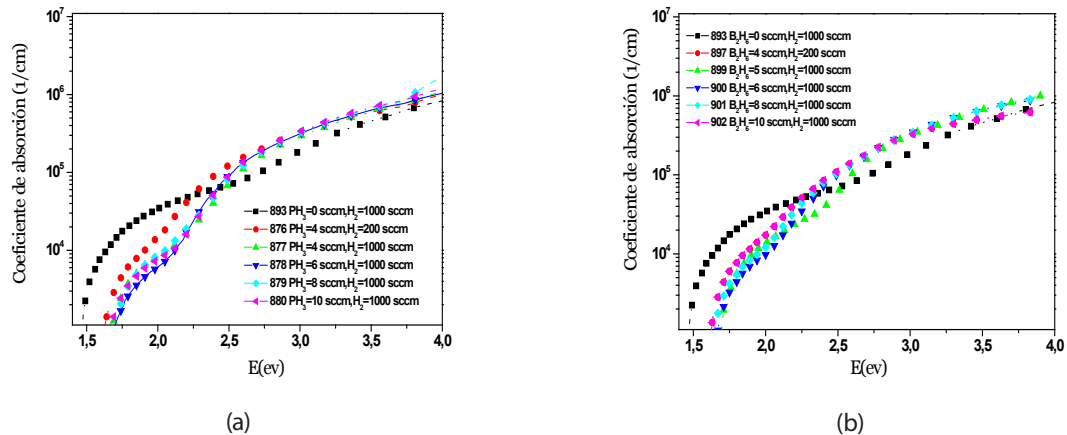 Coeficiente de absorción (1/cm)
10⁷
10⁶
10⁵
10⁴
893 PH₃=0 sccm,H₂=1000 sccm
876 PH₃=4 sccm,H₂=200 sccm
877 PH₃=4 sccm,H₂=1000 sccm
878 PH₃=6 sccm,H₂=1000 sccm
879 PH₃=8 sccm,H₂=1000 sccm
880 PH₃=10 sccm,H₂=1000 sccm
1,5 2,0 2,5 3,0 3,5 4,0
E(ev)
(a)
Coeficiente de absorción (1/cm)
10⁷
10⁶
10⁵
10⁴
893 B₂H₆=0 sccm,H₂=1000 sccm
897 B₂H₆=4 sccm,H₂=200 sccm
899 B₂H₆=5 sccm,H₂=1000 sccm
900 B₂H₆=6 sccm,H₂=1000 sccm
901 B₂H₆=8 sccm,H₂=1000 sccm
902 B₂H₆=10 sccm,H₂=1000 sccm
1,5 2,0 2,5 3,0 3,5 4,0
E(ev)
(b)